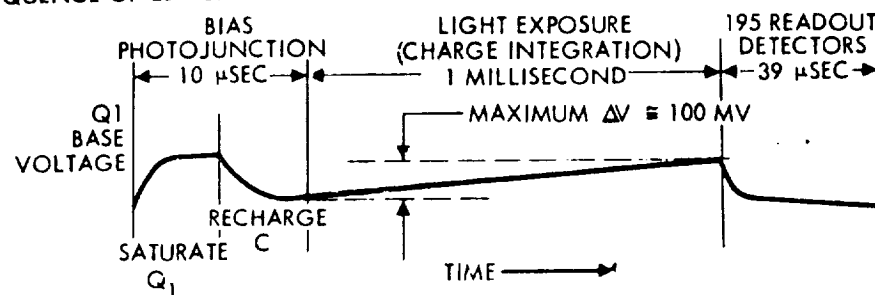 BIAS
PHOTOJUNCTION
10 μSEC
LIGHT EXPOSURE
(CHARGE INTEGRATION)
1 MILLISECOND
195 READOUT
DETECTORS
39 μSEC
Q1
BASE
VOLTAGE
MAXIMUM ΔV ≅ 100 MV
RECHARGE
C
SATURATE
Q1
TIME